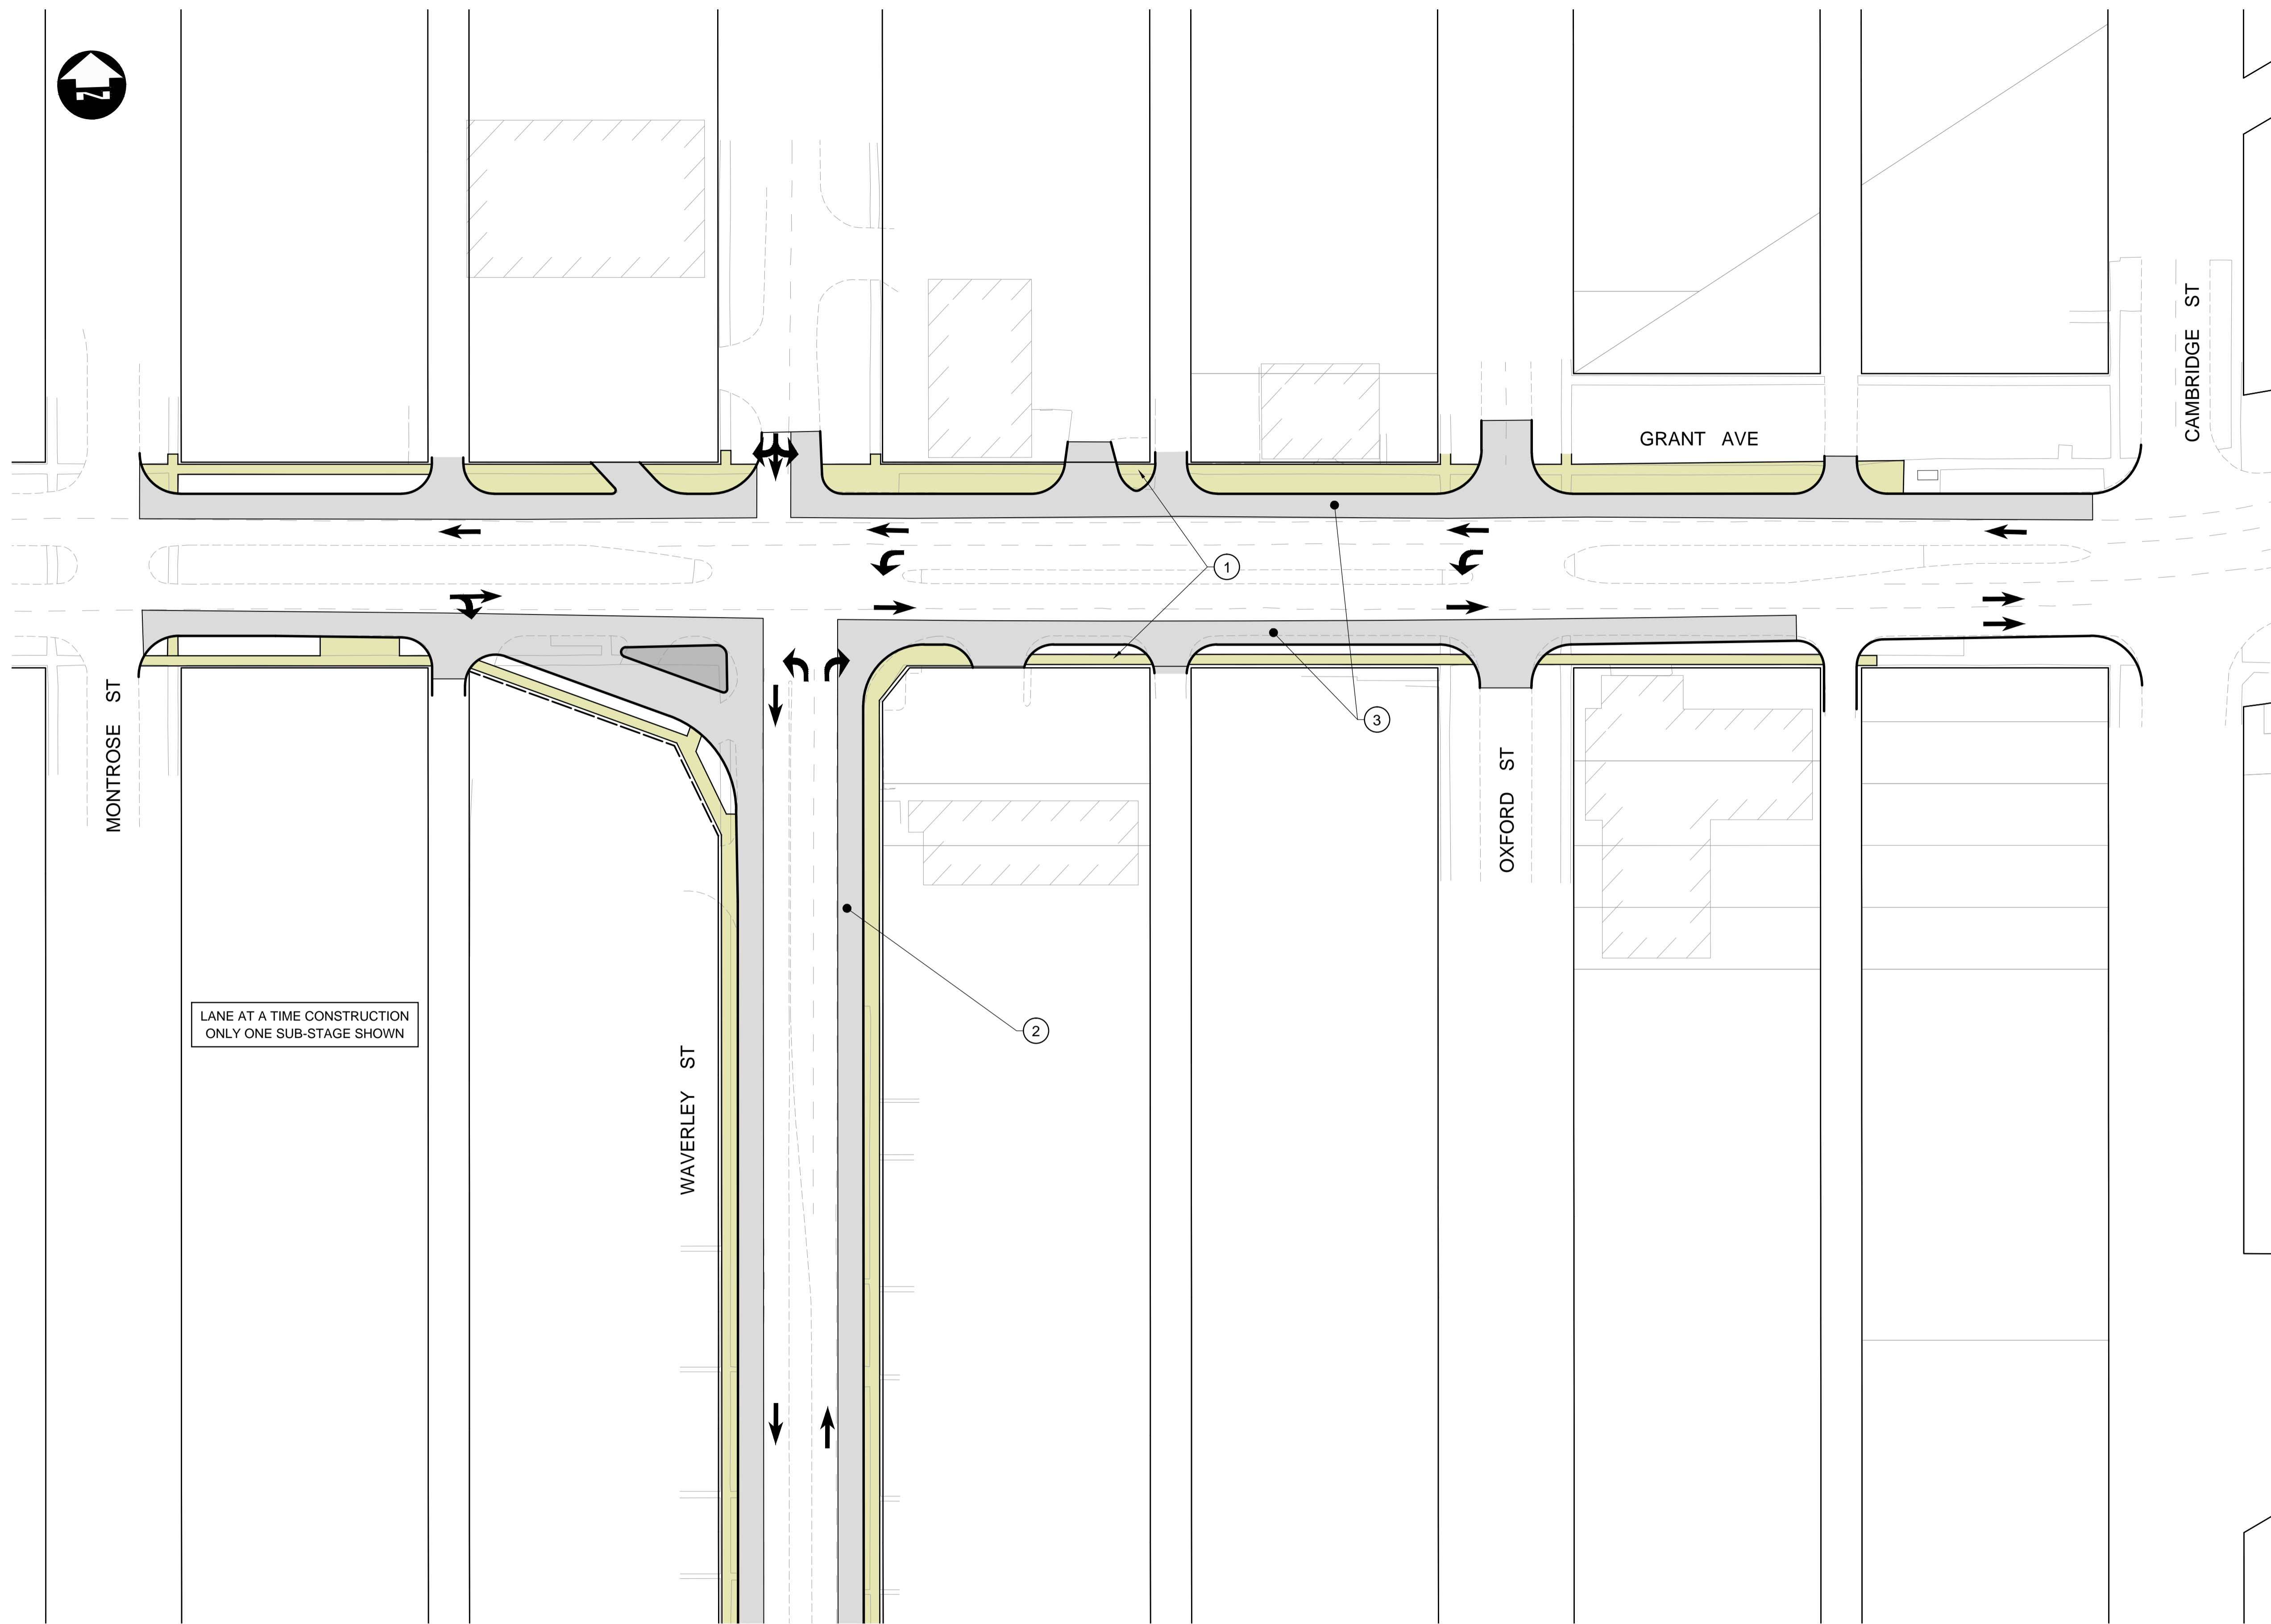 N
CAMBRIDGE ST
GRANT AVE
1
MONTROSE ST
3
OXFORD ST
LANE AT A TIME CONSTRUCTION
ONLY ONE SUB-STAGE SHOWN
2
WAVERLEY ST